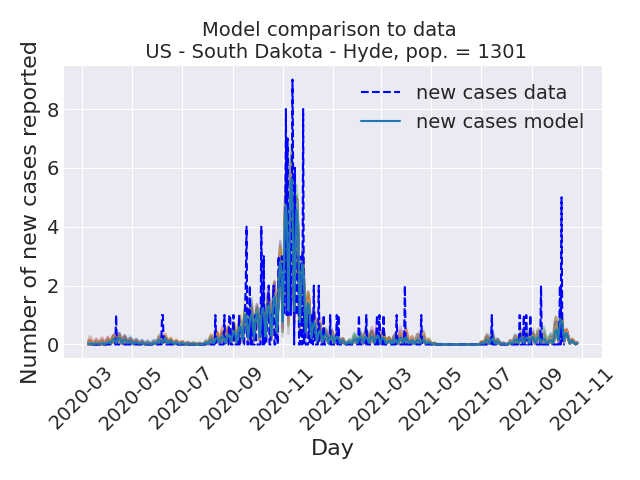 Model comparison to data
US - South Dakota - Hyde, pop. = 1301
Number of new cases reported
8
6
4
2
0
new cases data
new cases model
2020-03
2020-05
2020-07
2020-09
2020-11
2021-01
2021-03
2021-05
2021-07
2021-09
2021-11
Day